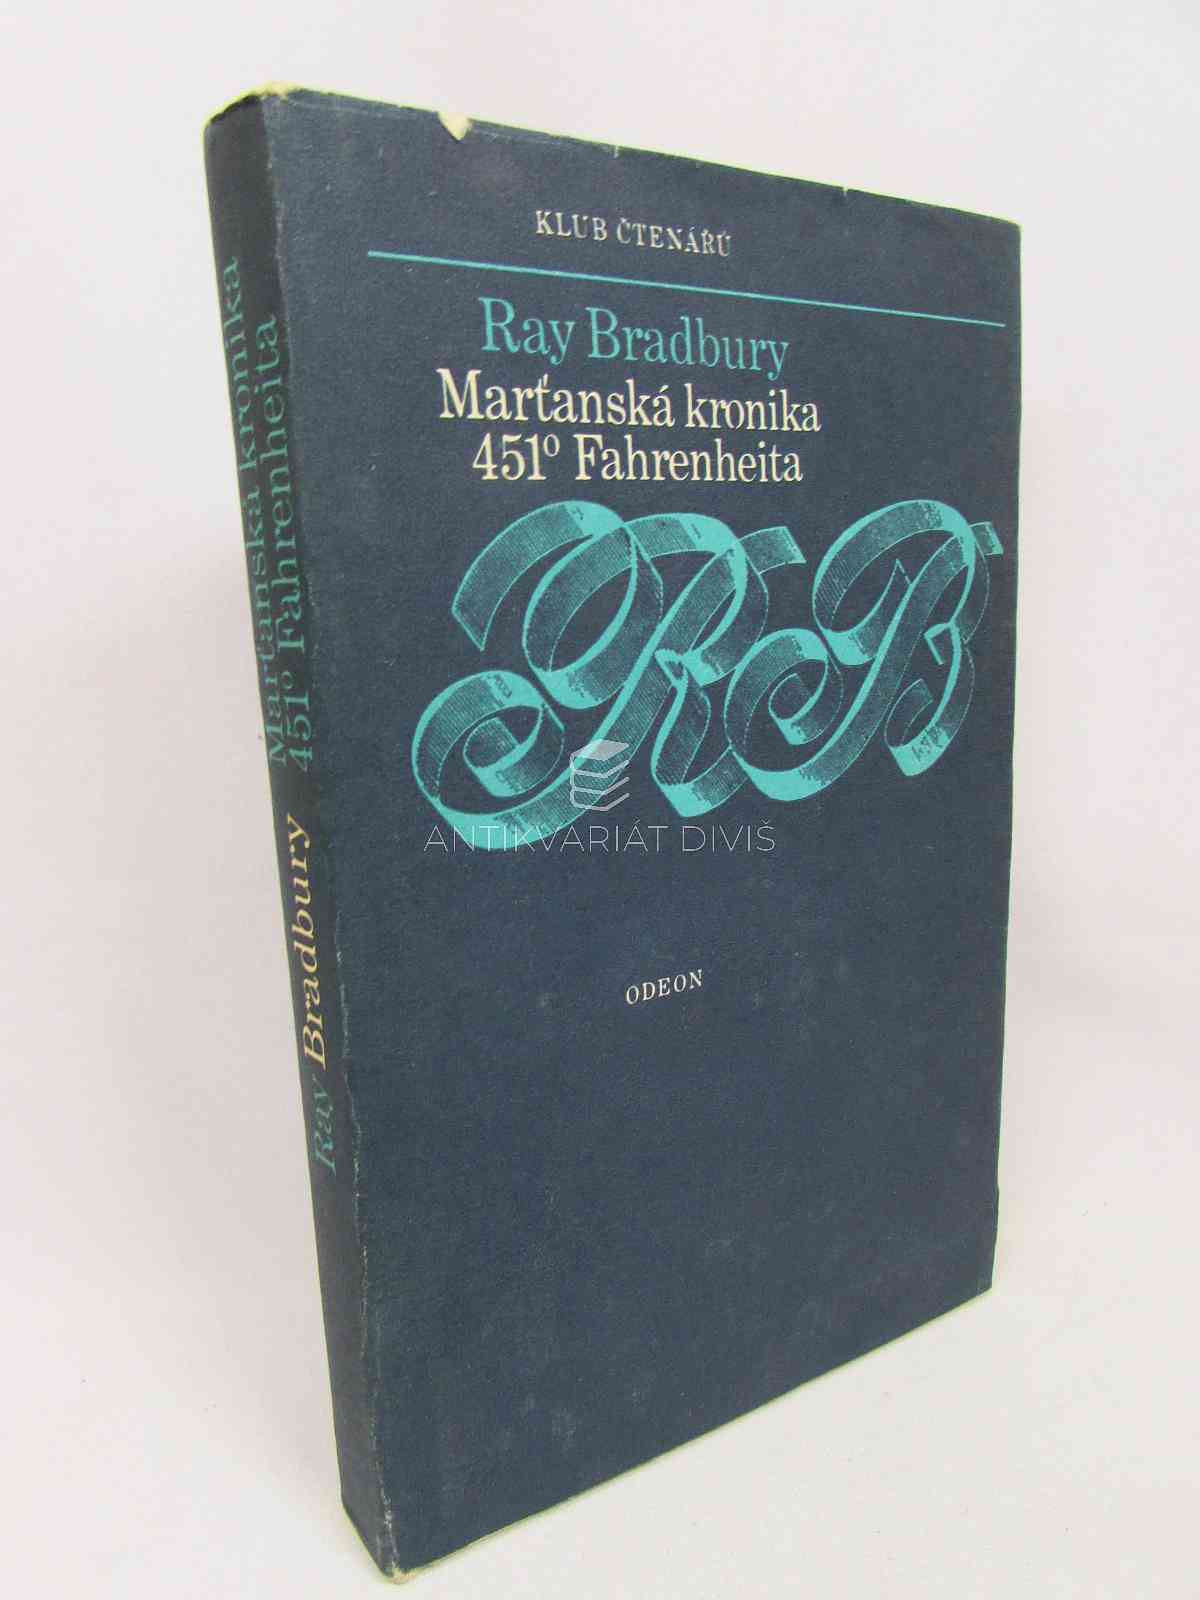 KLUB ČTENÁŘŮ
Ray Bradbury
Marťanská kronika
451° Fahrenheita
RB
ANTIKVARIÁT DIVIŠ
ODEON
Ray Bradbury
Marťanská kronika
451° Fahrenheita